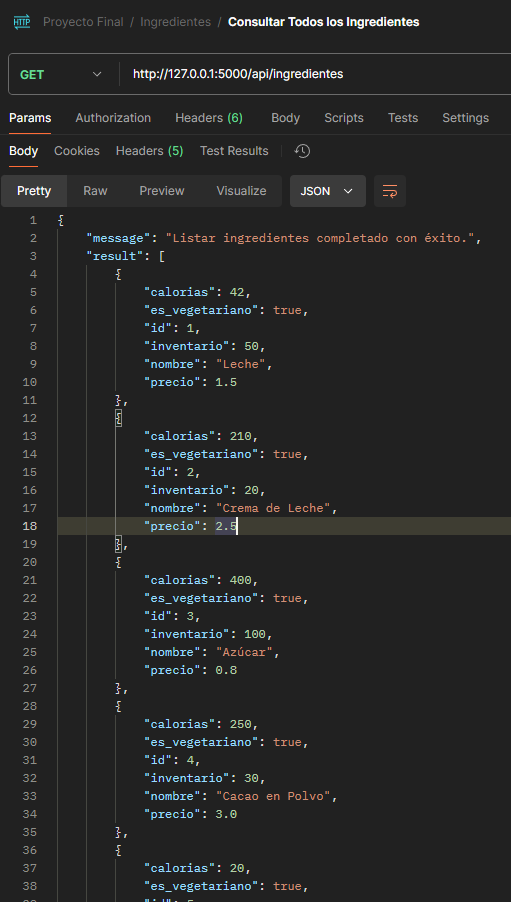 HTTP Proyecto Final / Ingredientes / Consultar Todos los Ingredientes
GET http://127.0.0.1:5000/api/ingredientes
Params Authorization Headers (6) Body Scripts Tests Settings
Body Cookies Headers (5) Test Results
Pretty Raw Preview Visualize JSON
1 {
2 "message": "Listar ingredientes completado con éxito.",
3 "result": [
4 {
5 "calorias": 42,
6 "es_vegetariano": true,
7 "id": 1,
8 "inventario": 50,
9 "nombre": "Leche",
10 "precio": 1.5
11 },
12 {
13 "calorias": 210,
14 "es_vegetariano": true,
15 "id": 2,
16 "inventario": 20,
17 "nombre": "Crema de Leche",
18 "precio": 2.5
19 },
20 {
21 "calorias": 400,
22 "es_vegetariano": true,
23 "id": 3,
24 "inventario": 100,
25 "nombre": "Azúcar",
26 "precio": 0.8
27 },
28 {
29 "calorias": 250,
30 "es_vegetariano": true,
31 "id": 4,
32 "inventario": 30,
33 "nombre": "Cacao en Polvo",
34 "precio": 3.0
35 },
36 {
37 "calorias": 20,
38 "es_vegetariano": true,